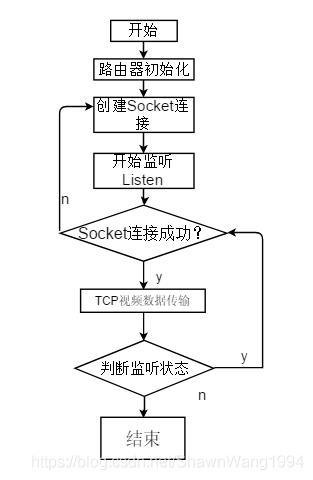 开始
路由器初始化
创建Socket连
接
开始监听
Listen
n
Socket连接成功？
y
TCP视频数据传输
判断监听状态
y
n
结束
https://blog.csdn.net/ShawnWang1994